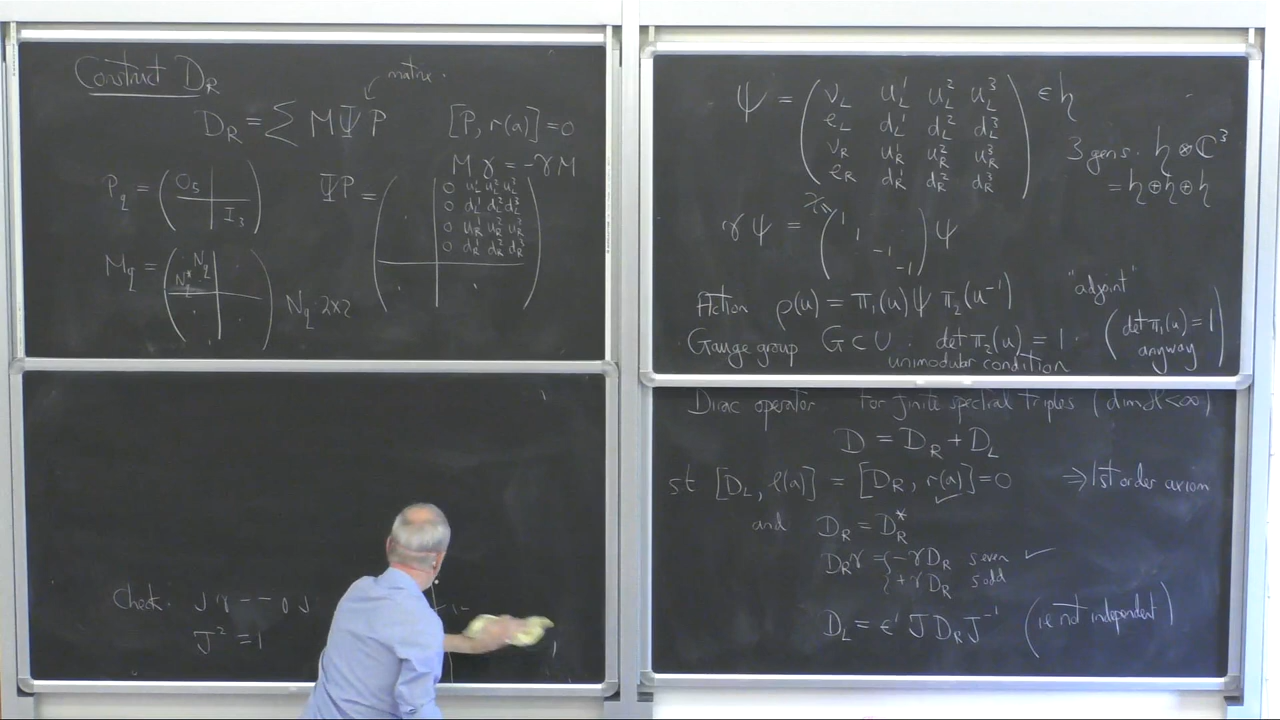 Construct D_R
matrix.
D_R = Σ M Ψ P
[P, r(a)] = 0
M γ = -γ M
P_q = ( O_5 | I_3 )
ΨP = ( . | 0 u_L^1 u_L^2 u_L^2
0 d_L^1 d_L^2 d_L^3
0 u_R^1 u_R^2 u_R^2
0 d_R^1 d_R^2 d_R^3 )
M_q = ( . N_q
N_q^* . )
N_q 2x2
Check. J γ = - γ J
J^2 = 1
ψ = ( ν_L u_L^1 u_L^2 u_L^3
e_L d_L^1 d_L^2 d_L^3
ν_R u_R^1 u_R^2 u_R^3
e_R d_R^1 d_R^2 d_R^3 ) ∈ h
3 gens. h ⊗ ℂ^3
= h ⊕ h ⊕ h
γ ψ = ( 1 1 -1 -1 ) ψ
Action ρ(u) = π_1(u) ψ π_2(u^-1) "adjoint"
Gauge group G ⊂ U. det π_2(u) = 1. ( det π_1(u) = 1 anyway )
unimodular condition
Dirac operator for finite spectral triples (dim H < ∞)
D = D_R + D_L
st [D_L, l(a)] = [D_R, r(a)] = 0 ⇒ 1st order axiom
and D_R = D_R^*
D_R γ = { -γ D_R s even ✓
{ +γ D_R s odd
D_L = ε' J D_R J^-1 (ie not independent)